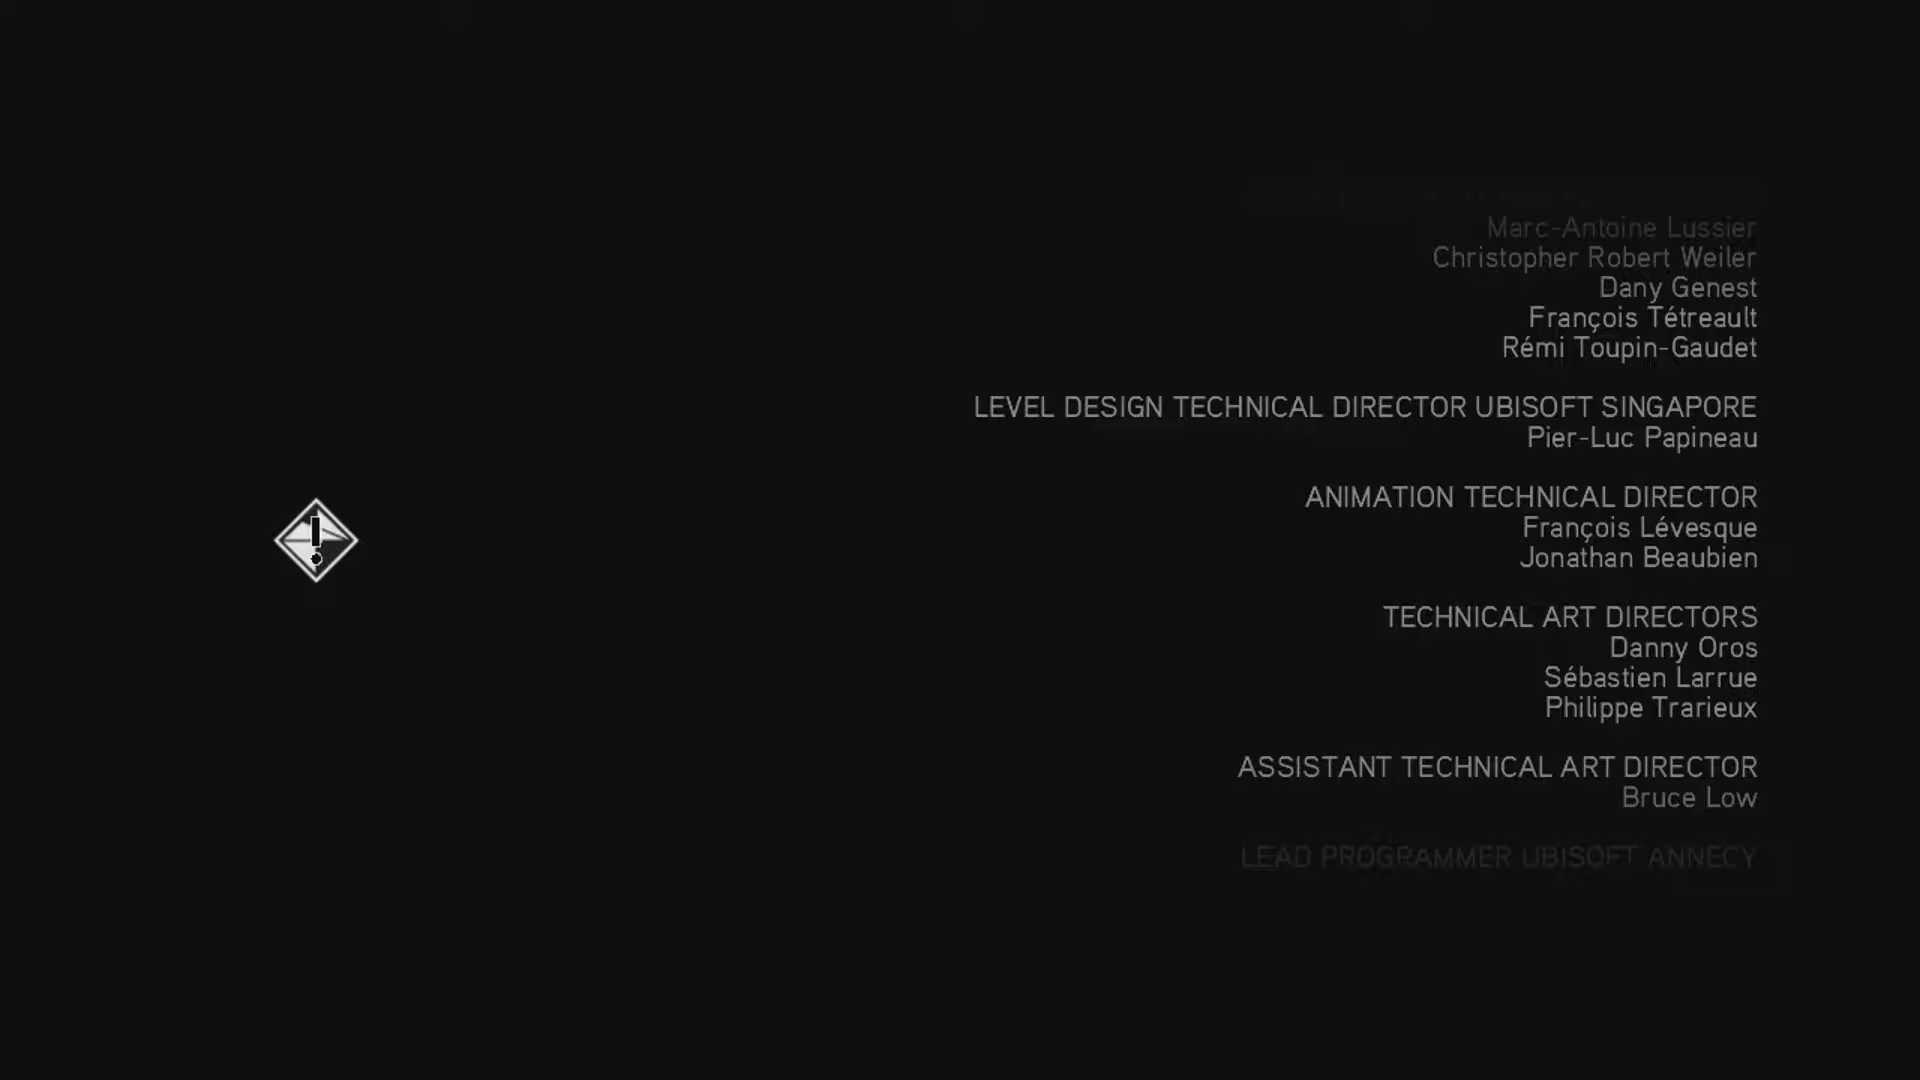 Marc-Antoine Lussier
Christopher Robert Weiler
Dany Genest
François Tétreault
Rémi Toupin-Gaudet
LEVEL DESIGN TECHNICAL DIRECTOR UBISOFT SINGAPORE
Pier-Luc Papineau
ANIMATION TECHNICAL DIRECTOR
François Lévesque
Jonathan Beaubien
TECHNICAL ART DIRECTORS
Danny Oros
Sébastien Larrue
Philippe Trarieux
ASSISTANT TECHNICAL ART DIRECTOR
Bruce Low
LEAD PROGRAMMER UBISOFT ANNECY